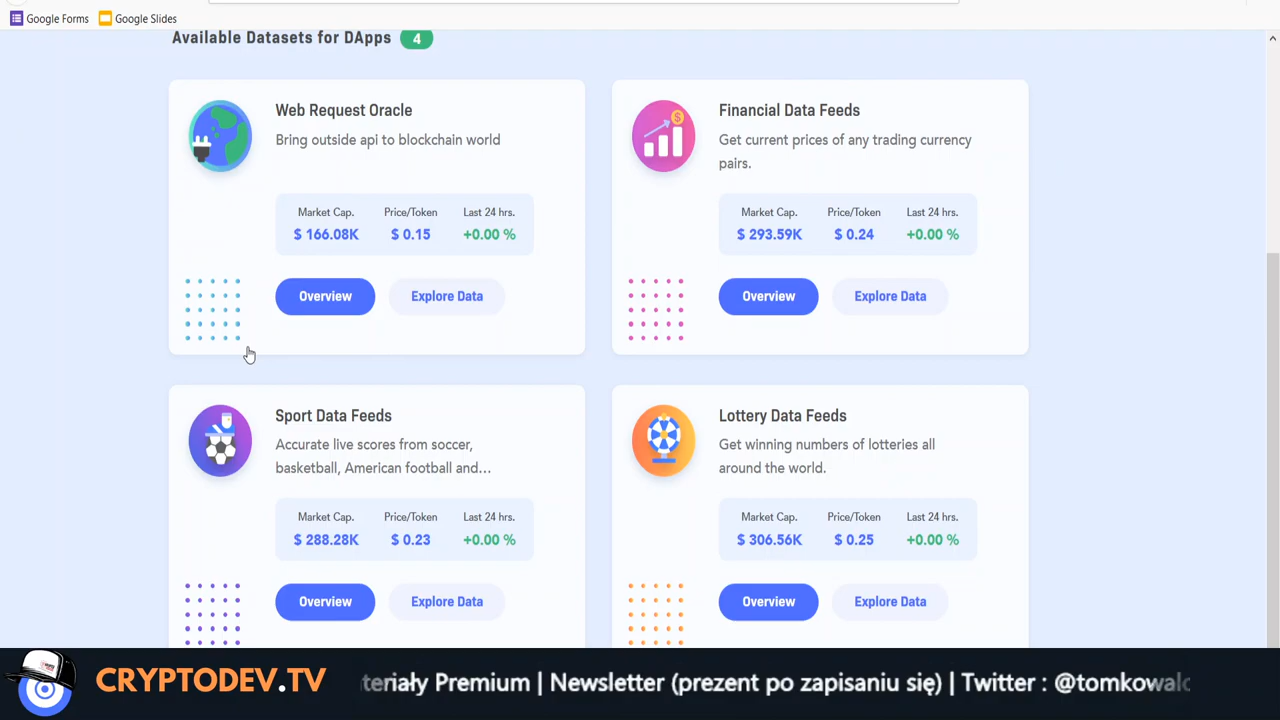 Google Forms Google Slides
Available Datasets for DApps 4
Web Request Oracle
Bring outside api to blockchain world
Market Cap. Price/Token Last 24 hrs.
$ 166.08K $ 0.15 +0.00 %
Overview Explore Data
Financial Data Feeds
Get current prices of any trading currency
pairs.
Market Cap. Price/Token Last 24 hrs.
$ 293.59K $ 0.24 +0.00 %
Overview Explore Data
Sport Data Feeds
Accurate live scores from soccer,
basketball, American football and...
Market Cap. Price/Token Last 24 hrs.
$ 288.28K $ 0.23 +0.00 %
Overview Explore Data
Lottery Data Feeds
Get winning numbers of lotteries all
around the world.
Market Cap. Price/Token Last 24 hrs.
$ 306.56K $ 0.25 +0.00 %
Overview Explore Data
CRYPTODEV.TV teriały Premium | Newsletter (prezent po zapisaniu się) | Twitter : @tomkowalc